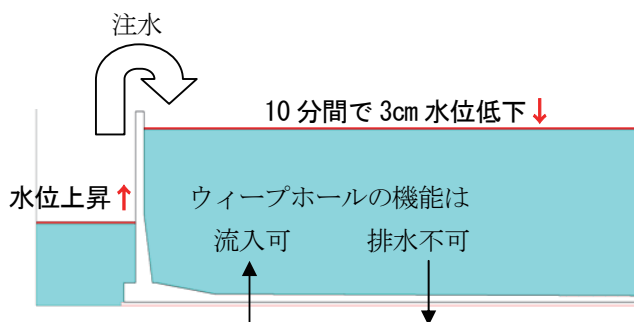 注水
10分間で3cm水位低下↓
水位上昇↑
ウィープホールの機能は
流入可 排水不可